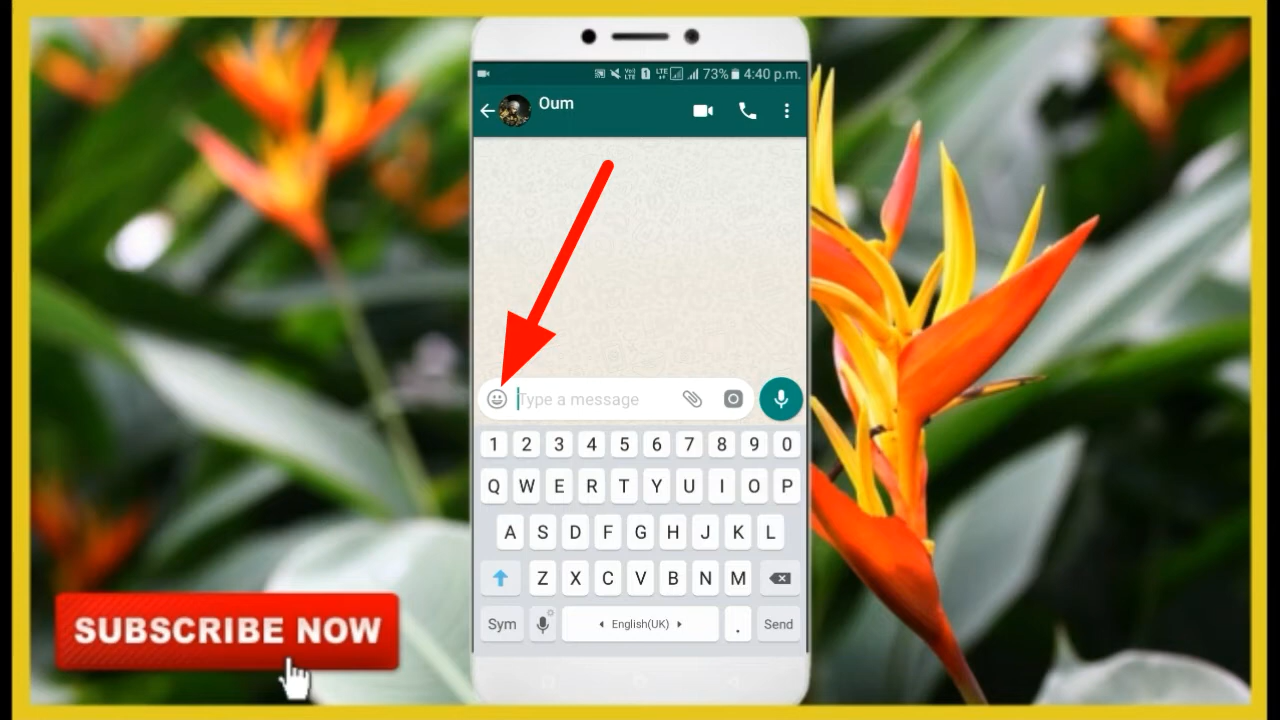 73% 4:40 p.m.
Oum
Type a message
1 2 3 4 5 6 7 8 9 0
Q W E R T Y U I O P
A S D F G H J K L
Z X C V B N M
Sym English(UK) . Send
SUBSCRIBE NOW